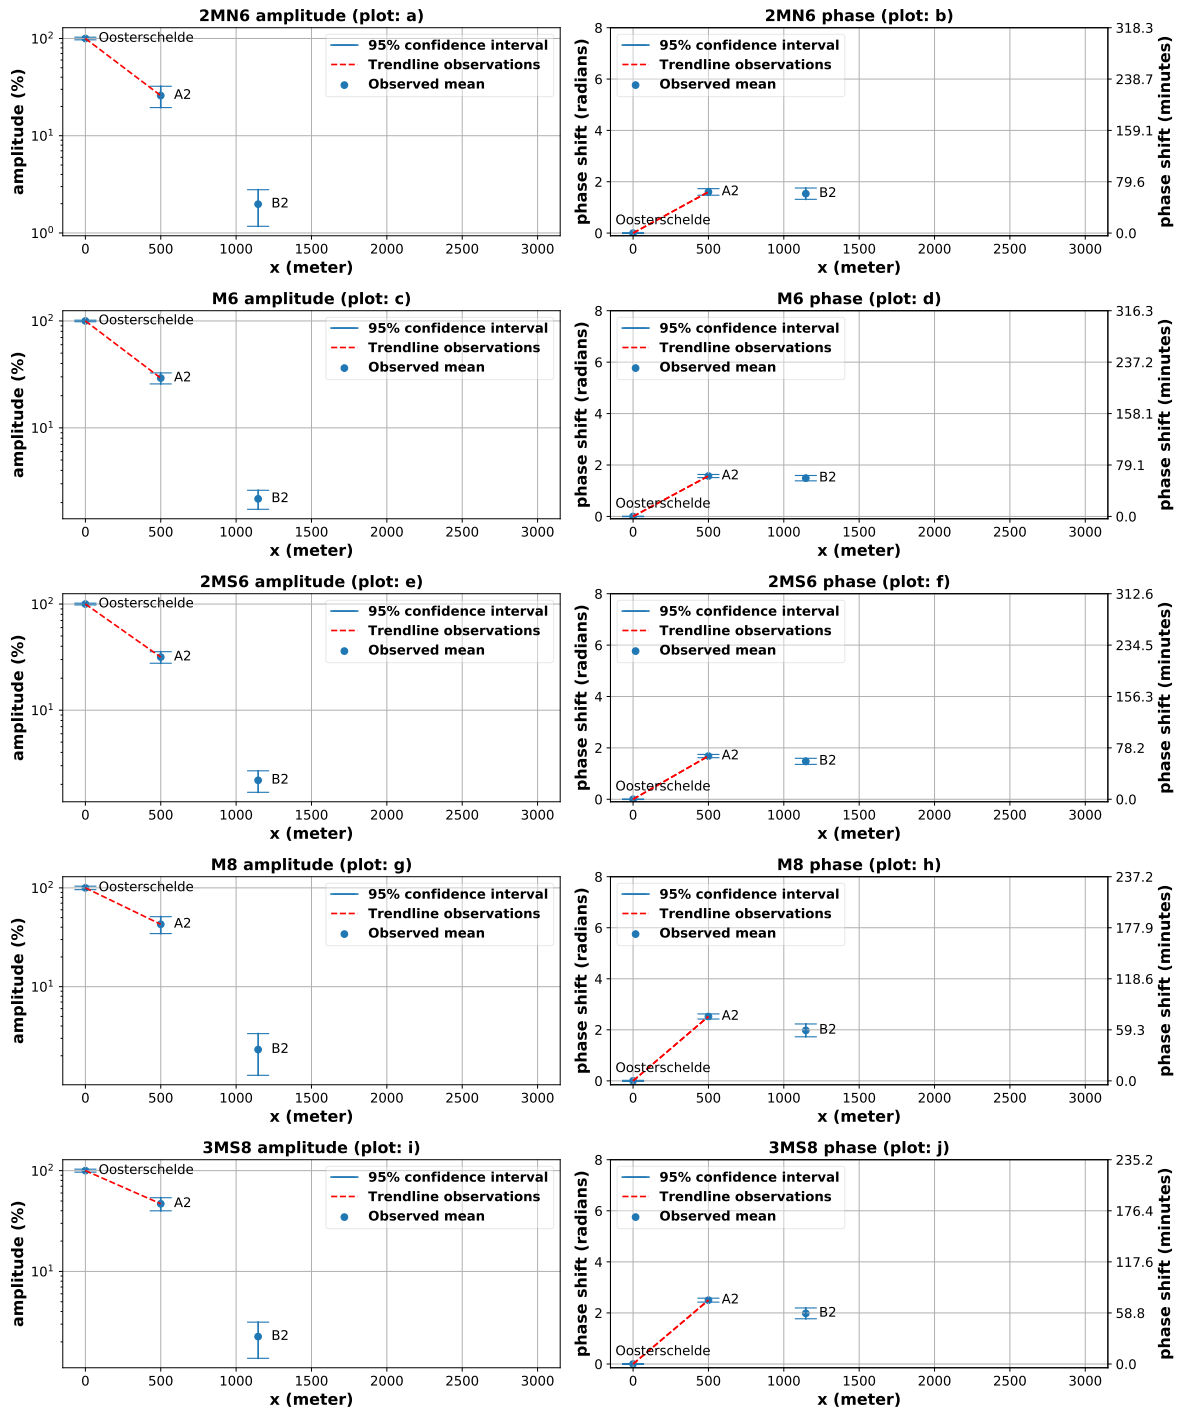 2MN6 amplitude (plot: a)
amplitude (%)
10²
10¹
10⁰
Oosterschelde
A2
B2
95% confidence interval
Trendline observations
Observed mean
0 500 1000 1500 2000 2500 3000
x (meter)
2MN6 phase (plot: b)
phase shift (radians)
8
6
4
2
0
95% confidence interval
Trendline observations
Observed mean
Oosterschelde
A2
B2
318.3
238.7
159.1
79.6
0.0
phase shift (minutes)
0 500 1000 1500 2000 2500 3000
x (meter)
M6 amplitude (plot: c)
amplitude (%)
10²
10¹
Oosterschelde
A2
B2
95% confidence interval
Trendline observations
Observed mean
0 500 1000 1500 2000 2500 3000
x (meter)
M6 phase (plot: d)
phase shift (radians)
8
6
4
2
0
95% confidence interval
Trendline observations
Observed mean
Oosterschelde
A2
B2
316.3
237.2
158.1
79.1
0.0
phase shift (minutes)
0 500 1000 1500 2000 2500 3000
x (meter)
2MS6 amplitude (plot: e)
amplitude (%)
10²
10¹
Oosterschelde
A2
B2
95% confidence interval
Trendline observations
Observed mean
0 500 1000 1500 2000 2500 3000
x (meter)
2MS6 phase (plot: f)
phase shift (radians)
8
6
4
2
0
95% confidence interval
Trendline observations
Observed mean
Oosterschelde
A2
B2
312.6
234.5
156.3
78.2
0.0
phase shift (minutes)
0 500 1000 1500 2000 2500 3000
x (meter)
M8 amplitude (plot: g)
amplitude (%)
10²
10¹
Oosterschelde
A2
B2
95% confidence interval
Trendline observations
Observed mean
0 500 1000 1500 2000 2500 3000
x (meter)
M8 phase (plot: h)
phase shift (radians)
8
6
4
2
0
95% confidence interval
Trendline observations
Observed mean
Oosterschelde
A2
B2
237.2
177.9
118.6
59.3
0.0
phase shift (minutes)
0 500 1000 1500 2000 2500 3000
x (meter)
3MS8 amplitude (plot: i)
amplitude (%)
10²
10¹
Oosterschelde
A2
B2
95% confidence interval
Trendline observations
Observed mean
0 500 1000 1500 2000 2500 3000
x (meter)
3MS8 phase (plot: j)
phase shift (radians)
8
6
4
2
0
95% confidence interval
Trendline observations
Observed mean
Oosterschelde
A2
B2
235.2
176.4
117.6
58.8
0.0
phase shift (minutes)
0 500 1000 1500 2000 2500 3000
x (meter)